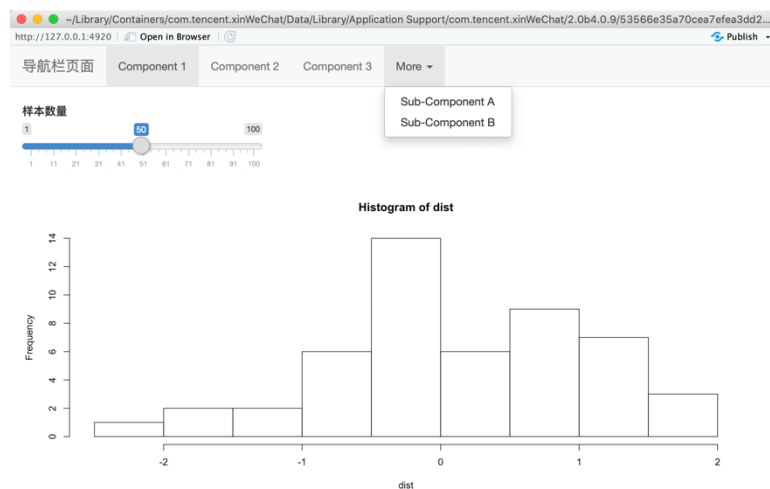 ~/Library/Containers/com.tencent.xinWeChat/Data/Library/Application Support/com.tencent.xinWeChat/2.0b4.0.9/53566e35a70cea7efea3dd2...
http://127.0.0.1:4920 Open in Browser Publish
导航栏页面 Component 1 Component 2 Component 3 More
Sub-Component A
Sub-Component B
样本数量
1 50 100
1 11 21 31 41 51 61 71 81 91 100
Histogram of dist
Frequency
14
12
10
8
6
4
2
0
-2 -1 0 1 2
dist